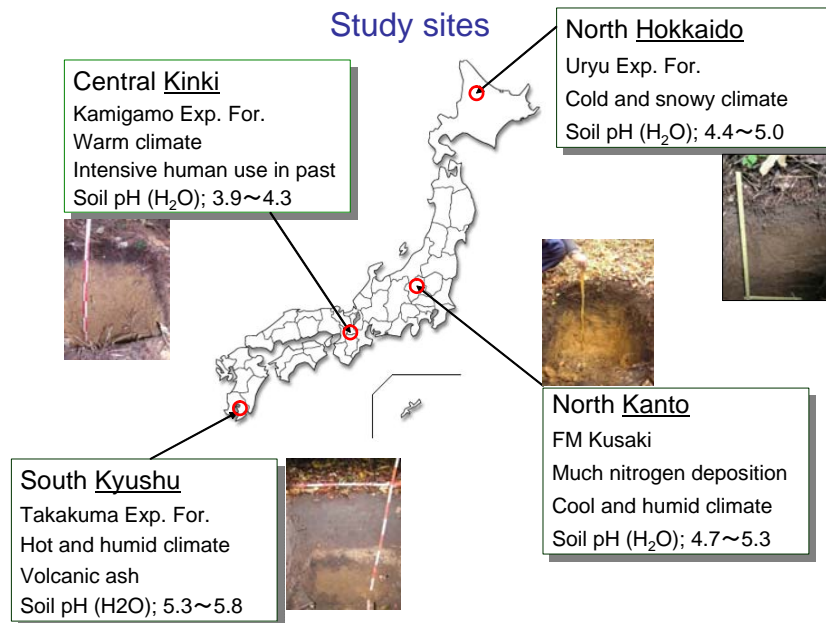 Study sites
Central Kinki
Kamigamo Exp. For.
Warm climate
Intensive human use in past
Soil pH (H₂O); 3.9～4.3
North Hokkaido
Uryu Exp. For.
Cold and snowy climate
Soil pH (H₂O); 4.4～5.0
North Kanto
FM Kusaki
Much nitrogen deposition
Cool and humid climate
Soil pH (H₂O); 4.7～5.3
South Kyushu
Takakuma Exp. For.
Hot and humid climate
Volcanic ash
Soil pH (H2O); 5.3～5.8